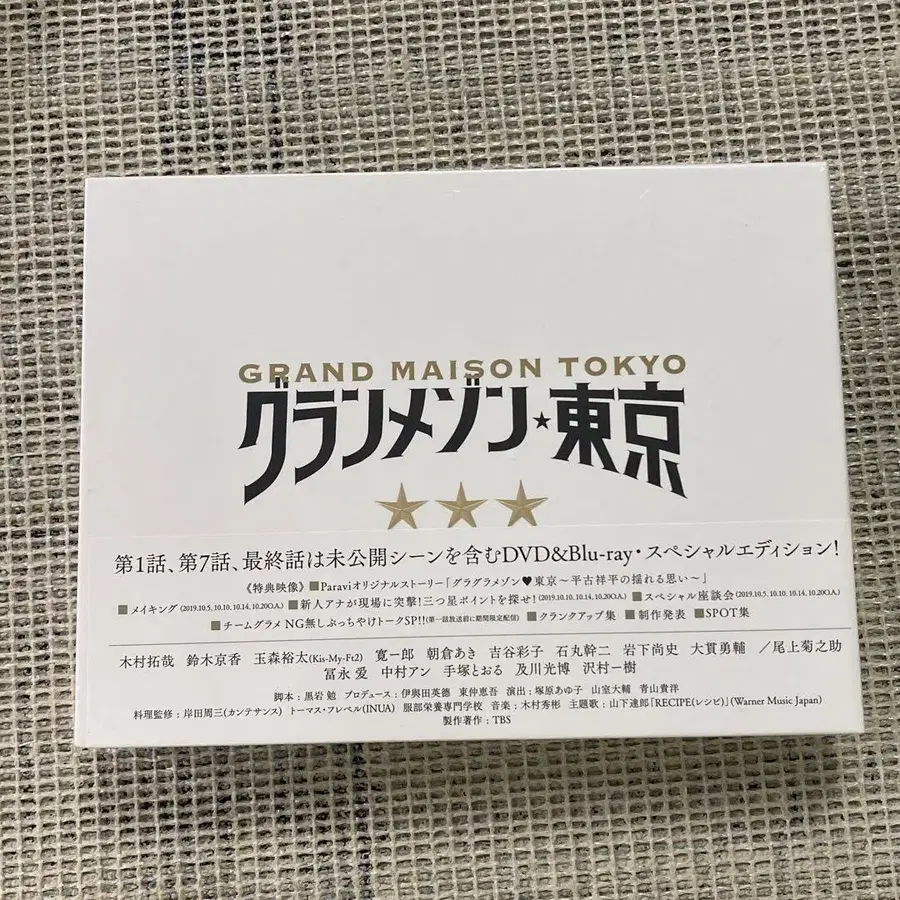 GRAND MAISON TOKYO
グランメゾン★東京
★★★
第1話、第7話、最終話は未公開シーンを含むDVD&Blu-ray・スペシャルエディション!
《特典映像》■Paraviオリジナルストーリー「グラグラメゾン♥東京～平古祥平の揺れる思い～」
■メイキング(2019.10.5, 10.10, 10.14, 10.20O.A.) ■新人アナが現場に突撃!三つ星ポイントを探せ!(2019.10.10, 10.14, 10.20O.A.) ■スペシャル座談会(2019.10.5, 10.10, 10.14, 10.20O.A.)
■チームグラメNG無しぶっちやけトークSP!!(第一話放送前に期間限定配信) ■クランクアップ集 ■制作発表 ■SPOT集
木村拓哉 鈴木京香 玉森裕太(Kis-My-Ft2) 寛一郎 朝倉あき 吉谷彩子 石丸幹二 岩下尚史 大貫勇輔 /尾上菊之助
冨永愛 中村アン 手塚とおる 及川光博 沢村一樹
脚本:黒岩勉 プロデュース:伊與田英徳 東仲恵吾 演出:塚原あゆ子 山室大輔 青山貴洋
料理監修:岸田周三(カンテサンス) トーマス・フレベル(INUA) 服部栄養専門学校 音楽:木村秀彬 主題歌:山下達郎「RECIPE(レシピ)」(Warner Music Japan)
製作著作:TBS